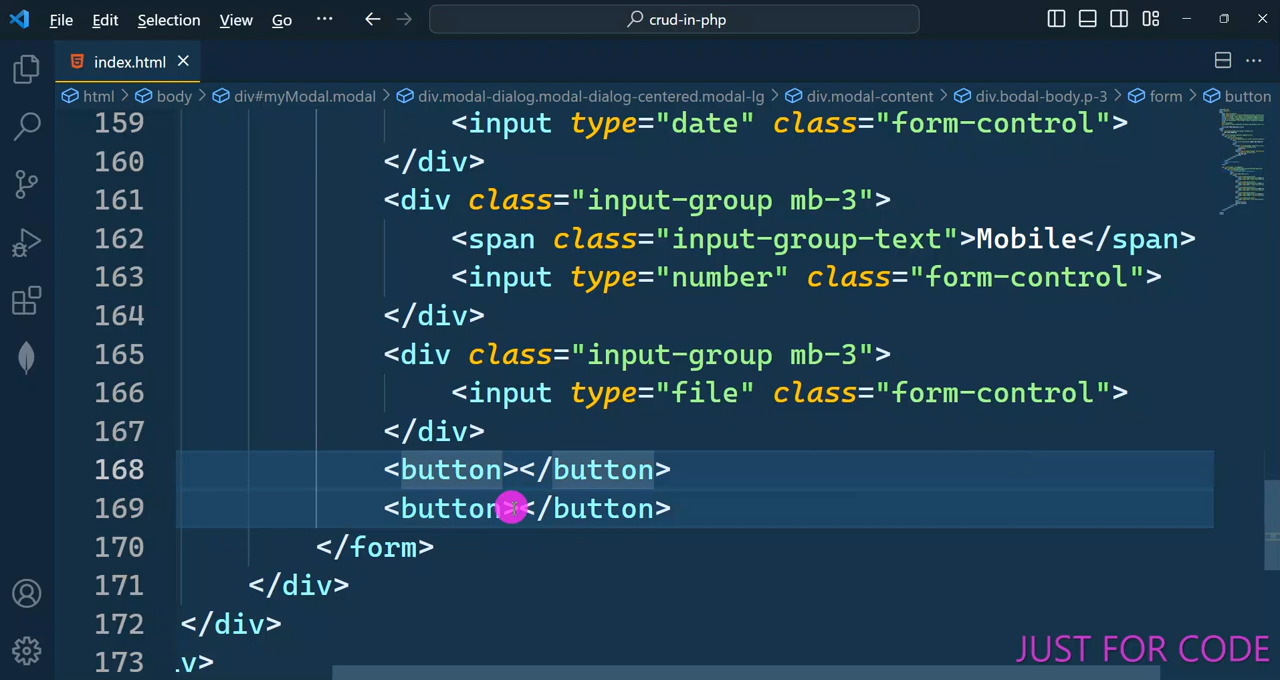 File Edit Selection View Go ··· crud-in-php
index.html
html > body > div#myModal.modal > div.modal-dialog.modal-dialog-centered.modal-lg > div.modal-content > div.bodal-body.p-3 > form > button
159 <input type="date" class="form-control">
160 </div>
161 <div class="input-group mb-3">
162 <span class="input-group-text">Mobile</span>
163 <input type="number" class="form-control">
164 </div>
165 <div class="input-group mb-3">
166 <input type="file" class="form-control">
167 </div>
168 <button></button>
169 <button></button>
170 </form>
171 </div>
172 </div>
173 .v>
JUST FOR CODE